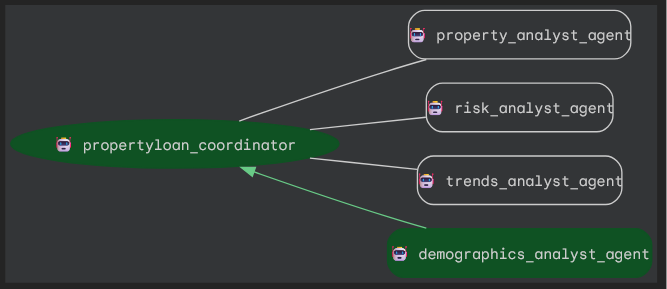 property_analyst_agent
risk_analyst_agent
propertyloan_coordinator
trends_analyst_agent
demographics_analyst_agent